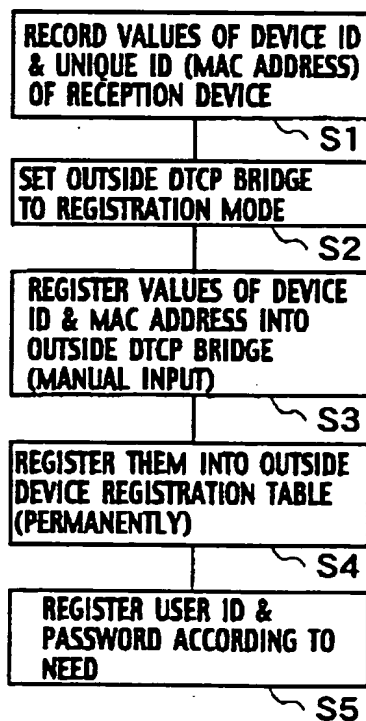 RECORD VALUES OF DEVICE ID
& UNIQUE ID (MAC ADDRESS)
OF RECEPTION DEVICE
S1
SET OUTSIDE DTCP BRIDGE
TO REGISTRATION MODE
S2
REGISTER VALUES OF DEVICE
ID & MAC ADDRESS INTO
OUTSIDE DTCP BRIDGE
(MANUAL INPUT)
S3
REGISTER THEM INTO OUTSIDE
DEVICE REGISTRATION TABLE
(PERMANENTLY)
S4
REGISTER USER ID &
PASSWORD ACCORDING TO
NEED
S5